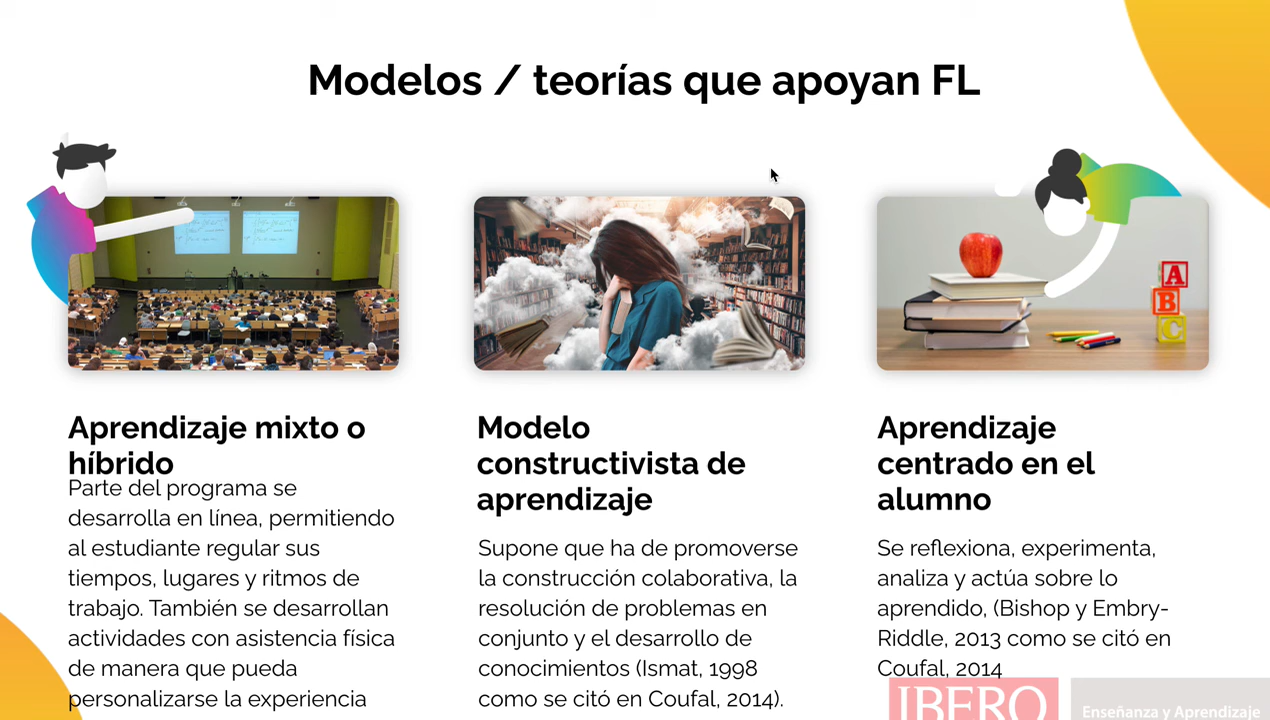 Modelos / teorías que apoyan FL
Aprendizaje mixto o
híbrido
Parte del programa se
desarrolla en línea, permitiendo
al estudiante regular sus
tiempos, lugares y ritmos de
trabajo. También se desarrollan
actividades con asistencia física
de manera que pueda
personalizarse la experiencia
Modelo
constructivista de
aprendizaje
Supone que ha de promoverse
la construcción colaborativa, la
resolución de problemas en
conjunto y el desarrollo de
conocimientos (Ismat, 1998
como se citó en Coufal, 2014).
A
B
C
Aprendizaje
centrado en el
alumno
Se reflexiona, experimenta,
analiza y actúa sobre lo
aprendido, (Bishop y Embry-
Riddle, 2013 como se citó en
Coufal, 2014
IBERO
Enseñanza y Aprendizaje